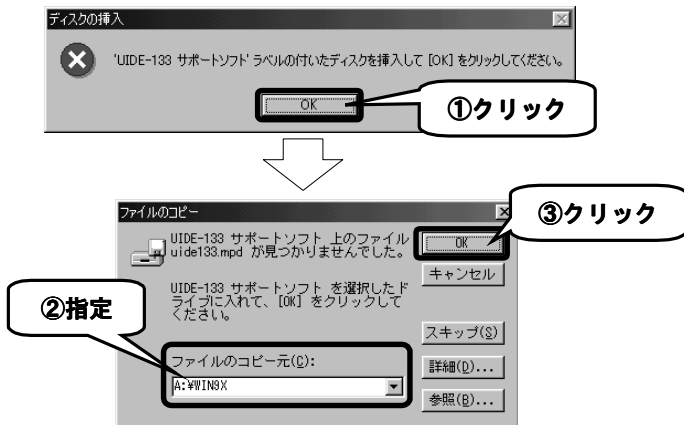 ディスクの挿入
'UIDE-133 サポートソフト' ラベルの付いたディスクを挿入して [OK] をクリックしてください。
OK
①クリック
ファイルのコピー
③クリック
UIDE-133 サポートソフト 上のファイル
uide133.mpd が見つかりませんでした。
OK
キャンセル
UIDE-133 サポートソフト を選択したド
ライブに入れて、[OK] をクリックして
ください。
②指定
スキップ(S)
ファイルのコピー元(C):
詳細(D)...
A:¥WIN9X
参照(B)...